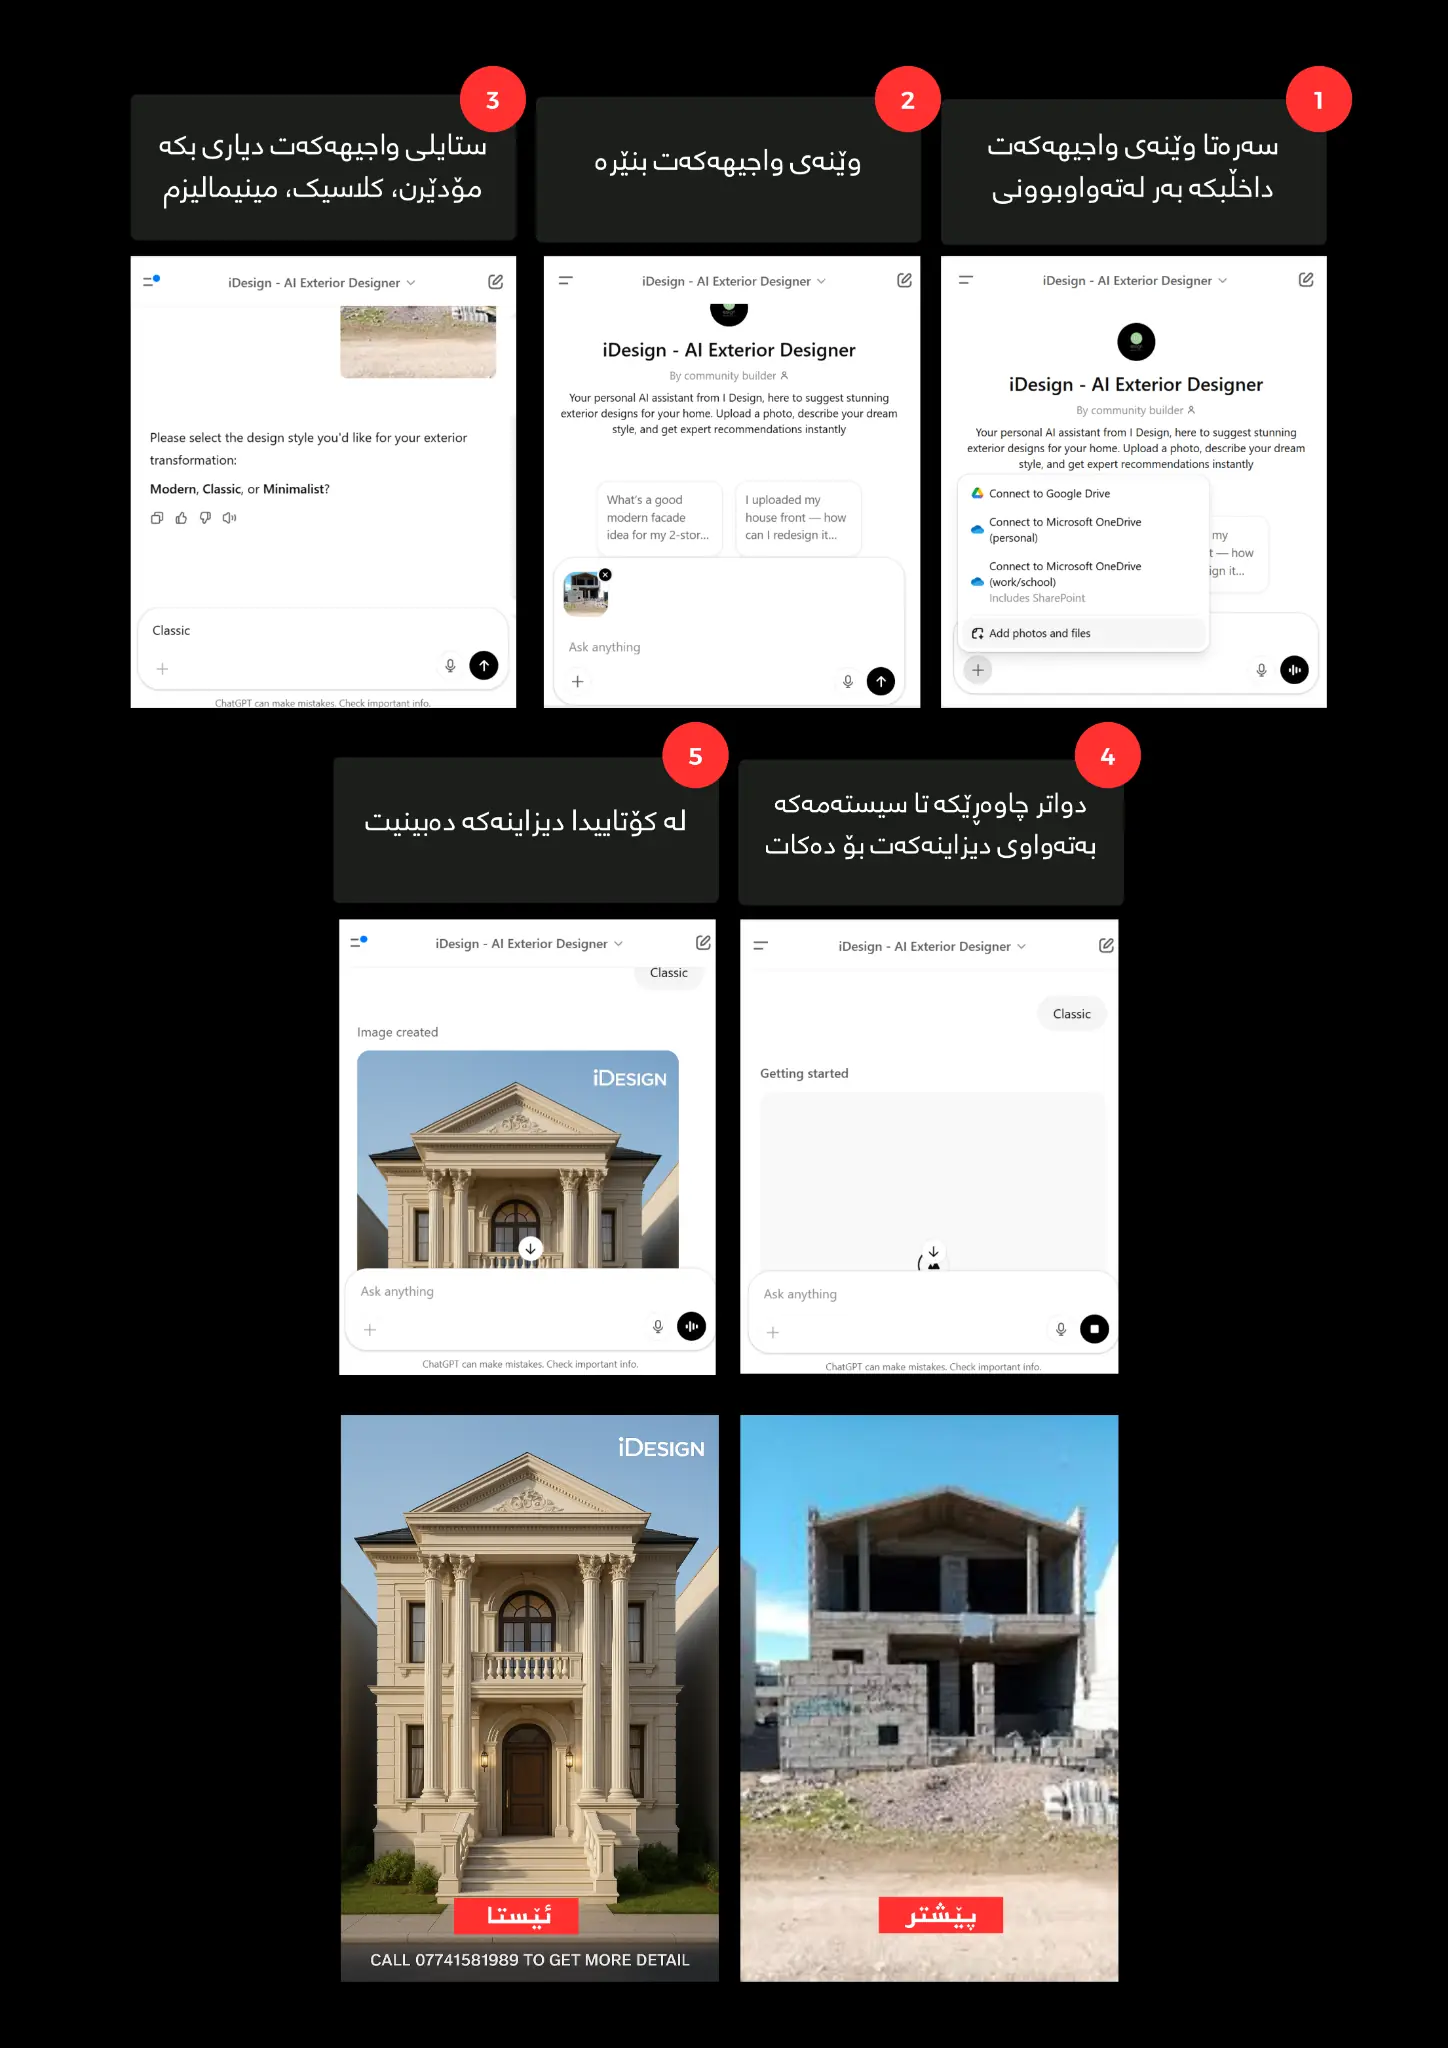 1
سەرەتا وێنەی واجیهەکەت
داخڵبکە بەر لەتەواوبوونی
iDesign - AI Exterior Designer
iDesign - AI Exterior Designer
By community builder
Your personal AI assistant from I Design, here to suggest stunning
exterior designs for your home. Upload a photo, describe your dream
style, and get expert recommendations instantly
Connect to Google Drive
Connect to Microsoft OneDrive
(personal)
Connect to Microsoft OneDrive
(work/school)
Includes SharePoint
Add photos and files
my
t — how
ign it...
2
وێنەی واجیهەکەت بنێرە
iDesign - AI Exterior Designer
iDesign - AI Exterior Designer
By community builder
Your personal AI assistant from I Design, here to suggest stunning
exterior designs for your home. Upload a photo, describe your dream
style, and get expert recommendations instantly
What's a good
modern facade
idea for my 2-stor...
I uploaded my
house front — how
can I redesign it...
Ask anything
3
ستایلی واجیهەکەت دیاری بکە
مۆدێرن، کلاسیک، مینیمالیزم
iDesign - AI Exterior Designer
Please select the design style you'd like for your exterior
transformation:
Modern, Classic, or Minimalist?
Classic
ChatGPT can make mistakes. Check important info.
4
دواتر چاوەڕێکە تا سیستەمەکە
بەتەواوی دیزاینەکەت بۆ دەکات
iDesign - AI Exterior Designer
Classic
Getting started
Ask anything
ChatGPT can make mistakes. Check important info.
5
لە کۆتاییدا دیزاینەکە دەبینیت
iDesign - AI Exterior Designer
Classic
Image created
iDESIGN
Ask anything
ChatGPT can make mistakes. Check important info.
پێشتر
iDESIGN
ئێستا
CALL 07741581989 TO GET MORE DETAIL